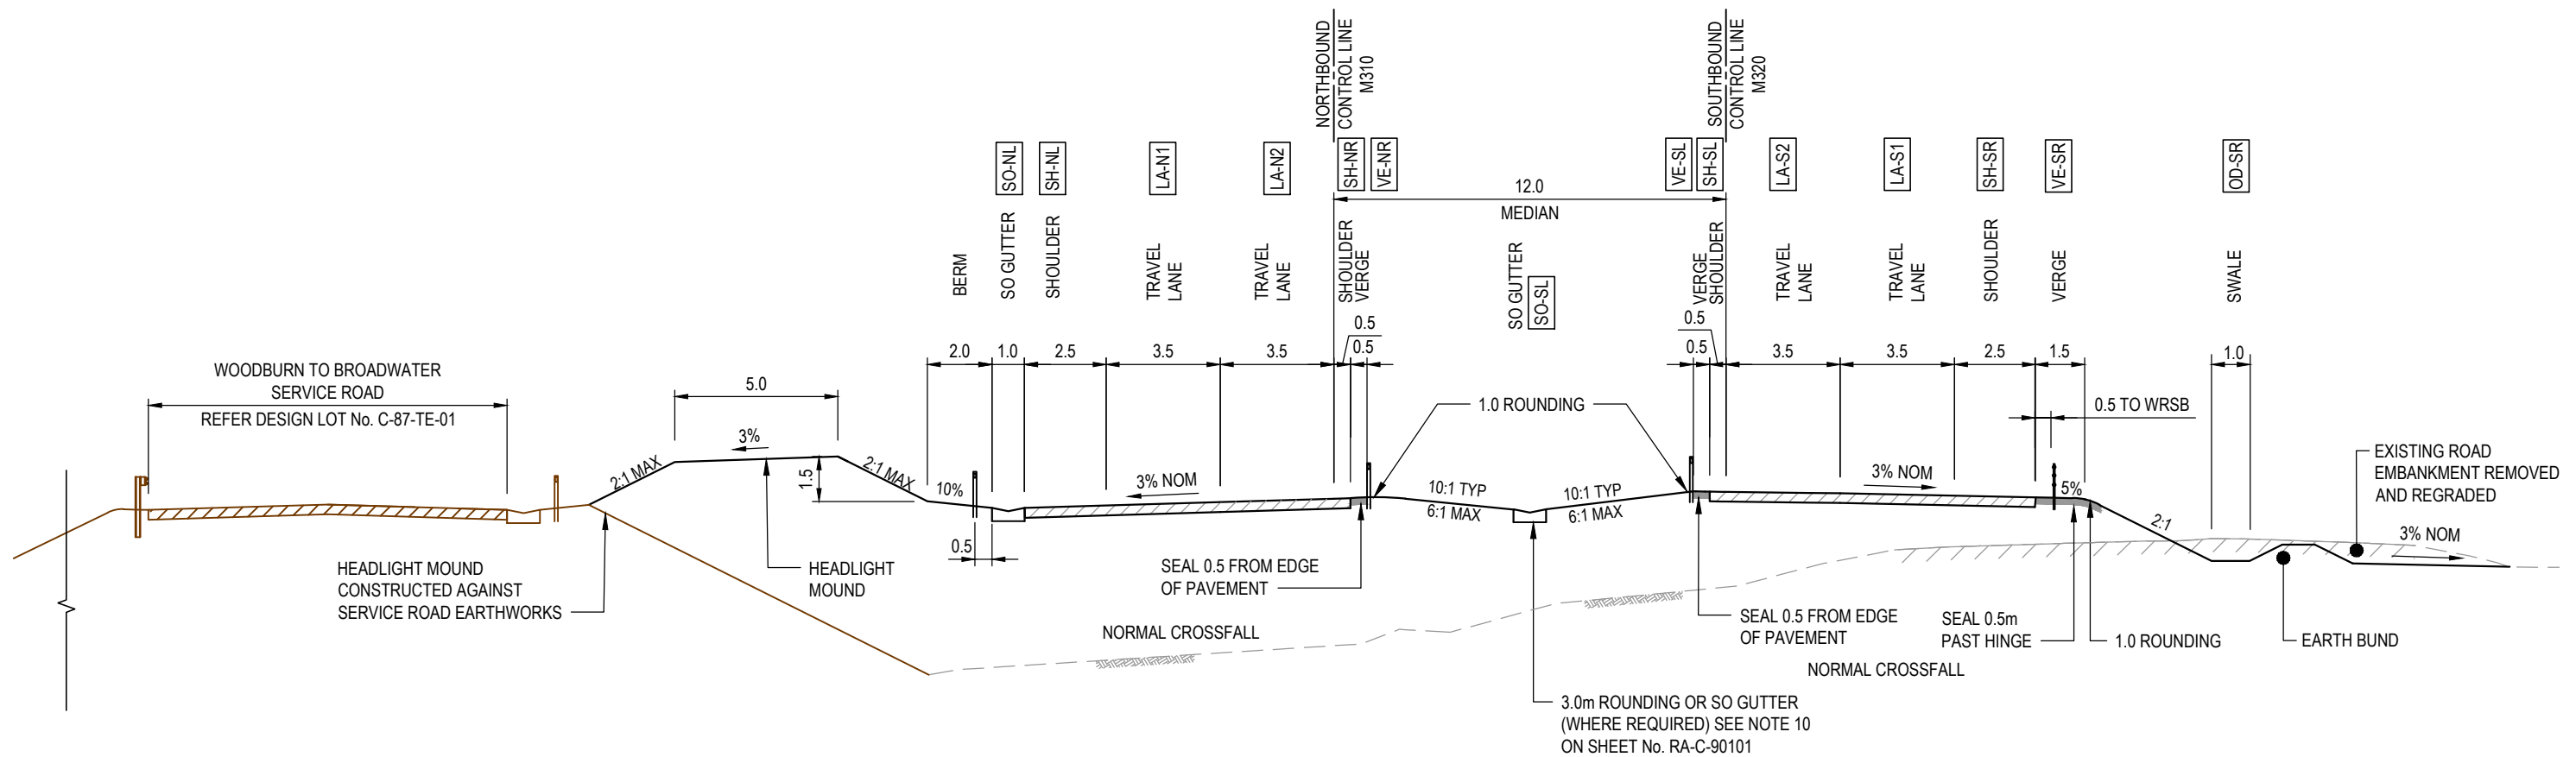 NORTHBOUND
CONTROL LINE
M310
SOUTHBOUND
CONTROL LINE
M320
SO-NL
SH-NL
LA-N1
LA-N2
SH-NR
VE-NR
VE-SL
SH-SL
LA-S2
LA-S1
SH-SR
VE-SR
OD-SR
12.0
MEDIAN
BERM
SO GUTTER
SHOULDER
TRAVEL
LANE
TRAVEL
LANE
SHOULDER
VERGE
SO GUTTER
SO-SL
VERGE
SHOULDER
TRAVEL
LANE
TRAVEL
LANE
SHOULDER
VERGE
SWALE
0.5
0.5
2.0
1.0
2.5
3.5
3.5
0.5
0.5
3.5
3.5
2.5
1.5
1.0
WOODBURN TO BROADWATER
SERVICE ROAD
REFER DESIGN LOT No. C-87-TE-01
5.0
1.0 ROUNDING
0.5 TO WRSB
3%
2:1 MAX
1.5
2:1 MAX
10%
3% NOM
10:1 TYP
6:1 MAX
10:1 TYP
6:1 MAX
3% NOM
5%
2:1
EXISTING ROAD
EMBANKMENT REMOVED
AND REGRADED
3% NOM
0.5
HEADLIGHT MOUND
CONSTRUCTED AGAINST
SERVICE ROAD EARTHWORKS
HEADLIGHT
MOUND
SEAL 0.5 FROM EDGE
OF PAVEMENT
SEAL 0.5 FROM EDGE
OF PAVEMENT
SEAL 0.5m
PAST HINGE
1.0 ROUNDING
EARTH BUND
NORMAL CROSSFALL
NORMAL CROSSFALL
3.0m ROUNDING OR SO GUTTER
(WHERE REQUIRED) SEE NOTE 10
ON SHEET No. RA-C-90101